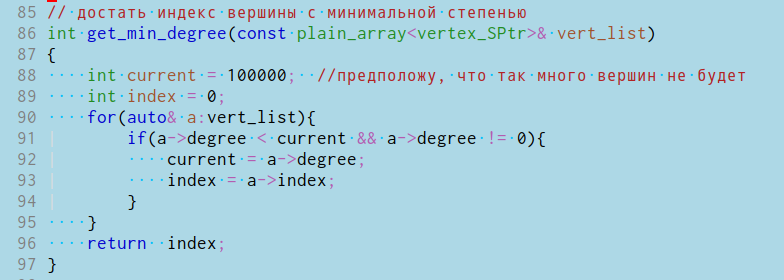 85 // достать индекс вершины с минимальной степенью
86 int get_min_degree(const plain_array<vertex_SPtr>& vert_list)
87 {
88 ····int current = 100000; //предположу, что так много вершин не будет
89 ····int index = 0;
90 ····for(auto& a:vert_list){
91 if(a->degree < current && a->degree != 0){
92 ····current = a->degree;
93 ····index = a->index;
94 }
95 ····}
96 ····return index;
97 }